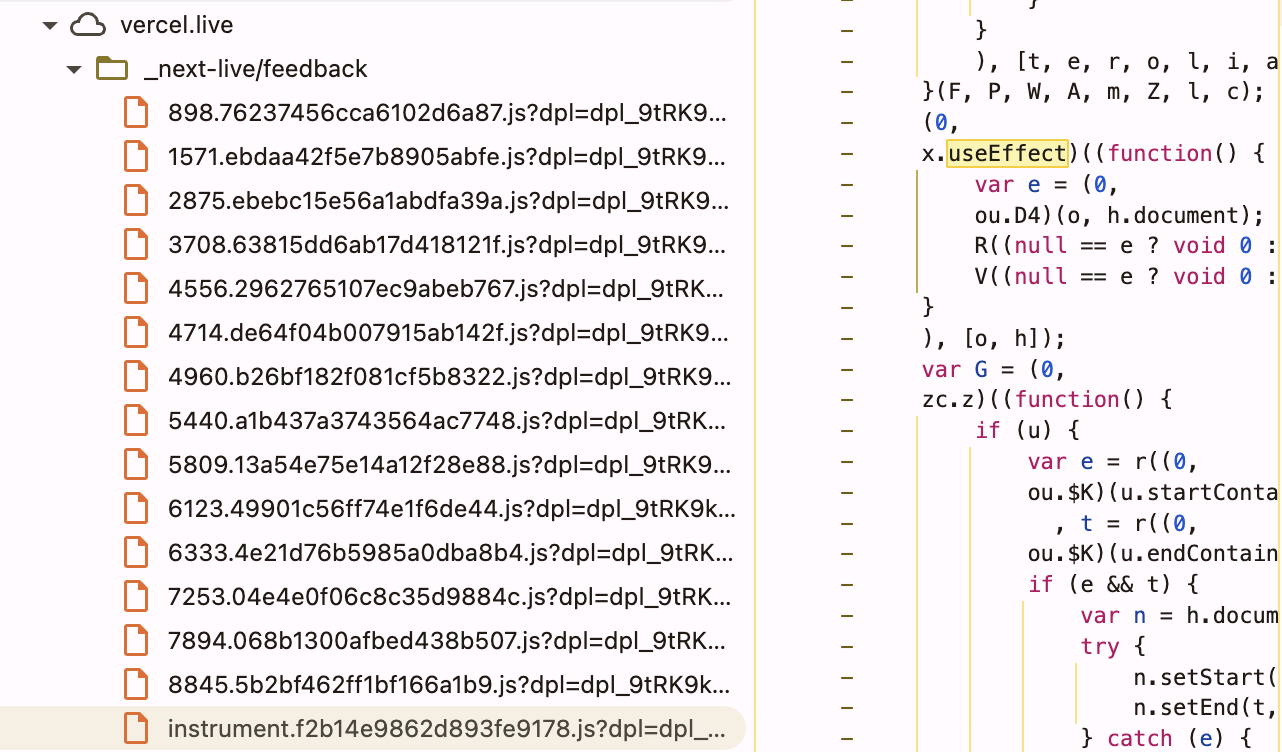 vercel.live
_next-live/feedback
898.76237456cca6102d6a87.js?dpl=dpl_9tRK9...
1571.ebdaa42f5e7b8905abfe.js?dpl=dpl_9tRK9...
2875.ebebc15e56a1abdfa39a.js?dpl=dpl_9tRK9...
3708.63815dd6ab17d418121f.js?dpl=dpl_9tRK9...
4556.2962765107ec9abeb767.js?dpl=dpl_9tRK...
4714.de64f04b007915ab142f.js?dpl=dpl_9tRK9...
4960.b26bf182f081cf5b8322.js?dpl=dpl_9tRK9...
5440.a1b437a3743564ac7748.js?dpl=dpl_9tRK9...
5809.13a54e75e14a12f28e88.js?dpl=dpl_9tRK9...
6123.49901c56ff74e1f6de44.js?dpl=dpl_9tRK9k...
6333.4e21d76b5985a0dba8b4.js?dpl=dpl_9tRK...
7253.04e4e0f06c8c35d9884c.js?dpl=dpl_9tRK...
7894.068b1300afbed438b507.js?dpl=dpl_9tRK...
8845.5b2bf462ff1bf166a1b9.js?dpl=dpl_9tRK9k...
instrument.f2b14e9862d893fe9178.js?dpl=dpl_...
}
}
), [t, e, r, o, l, i, a
}(F, P, W, A, m, Z, l, c);
(0,
x.useEffect)((function() {
var e = (0,
ou.D4)(o, h.document);
R((null == e ? void 0 :
V((null == e ? void 0 :
}
), [o, h]);
var G = (0,
zc.z)((function() {
if (u) {
var e = r((0,
ou.$K)(u.startConta
, t = r((0,
ou.$K)(u.endContain
if (e && t) {
var n = h.docum
try {
n.setStart(
n.setEnd(t,
} catch (e) {